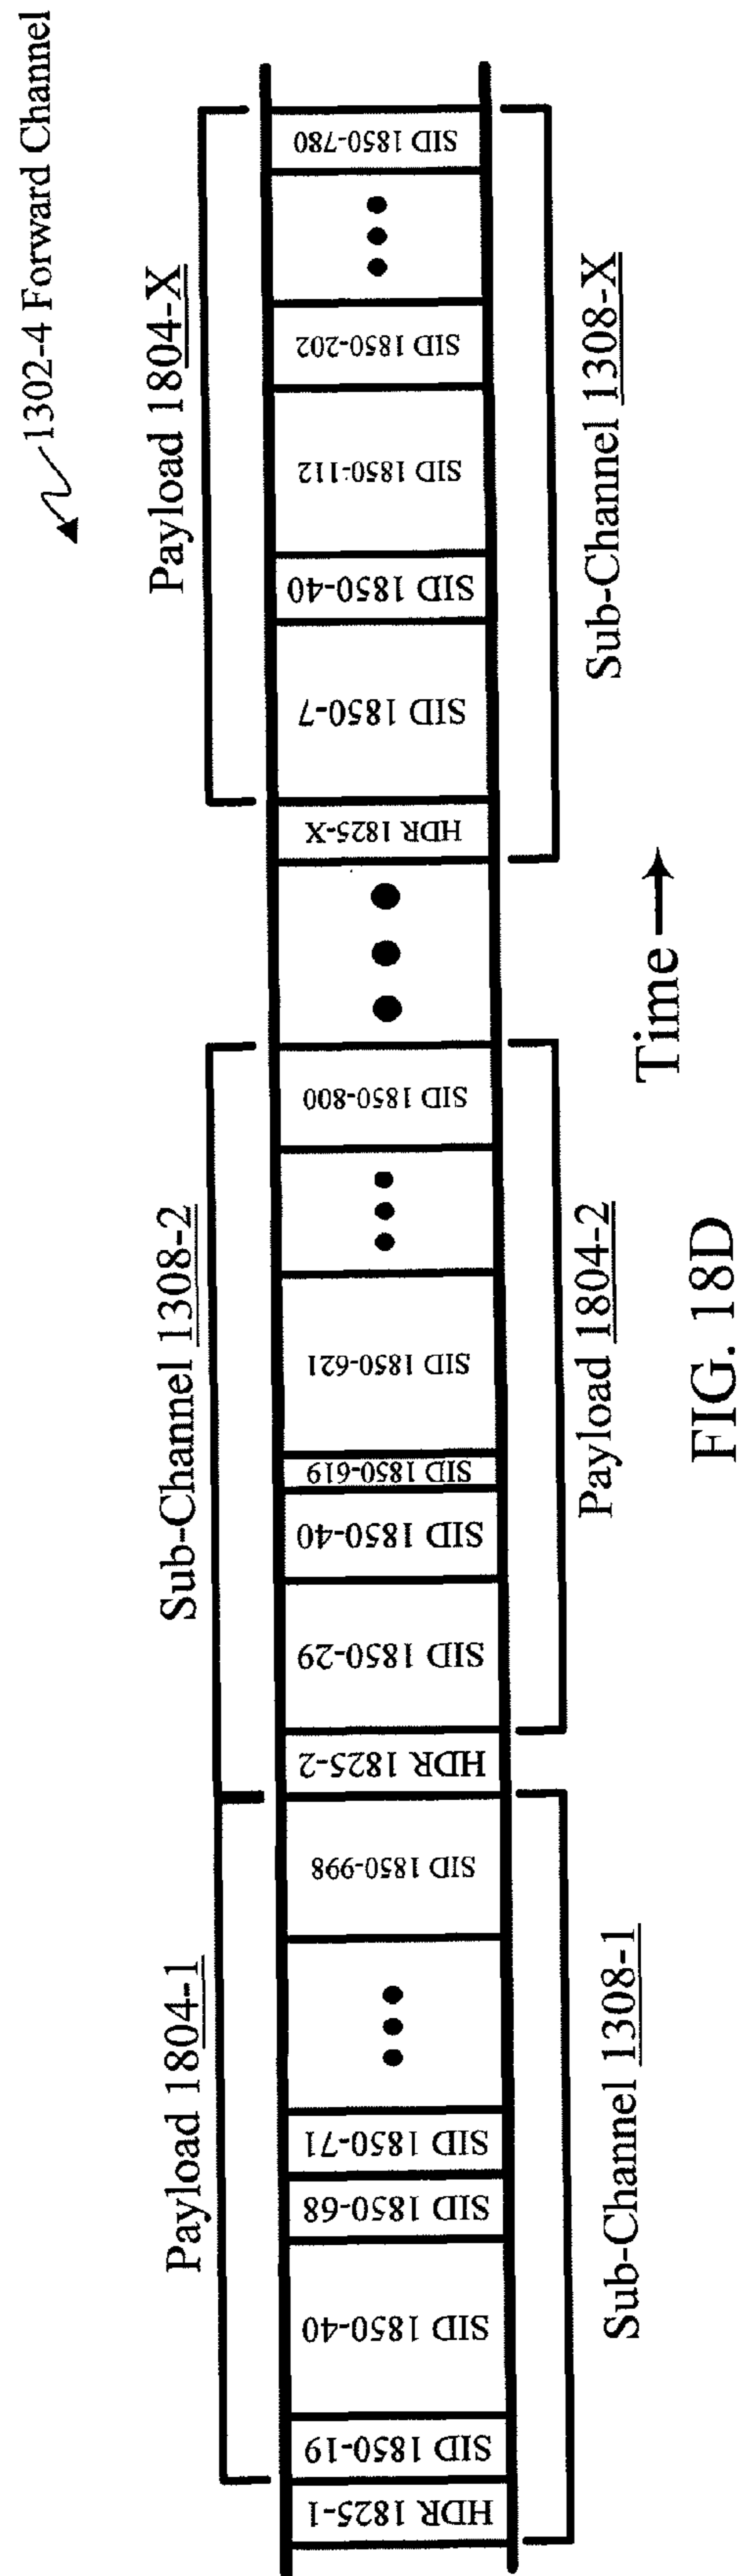 1302-4 Forward Channel
Payload 1804-1
Sub-Channel 1308-2
Payload 1804-X
HDR 1825-1
SID 1850-19
SID 1850-40
SID 1850-68
SID 1850-71
SID 1850-998
HDR 1825-2
SID 1850-29
SID 1850-40
SID 1850-619
SID 1850-621
SID 1850-800
HDR 1825-X
SID 1850-7
SID 1850-40
SID 1850-112
SID 1850-202
SID 1850-780
Sub-Channel 1308-1
Payload 1804-2
Sub-Channel 1308-X
Time
FIG. 18D